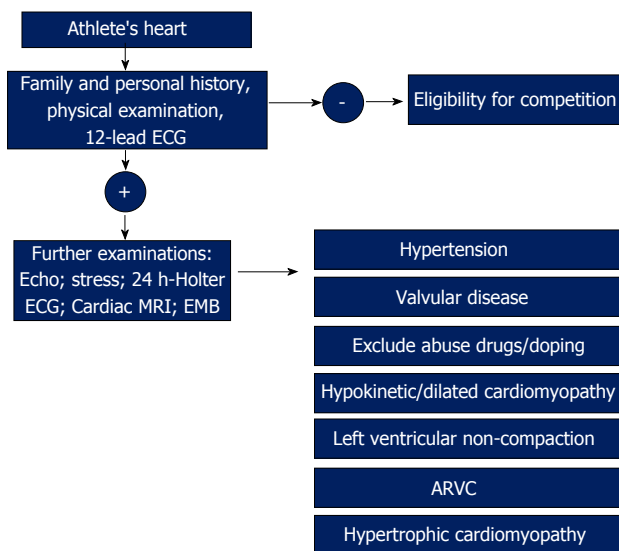 Athlete's heart
Family and personal history,
physical examination,
12-lead ECG
-
Eligibility for competition
+
Further examinations:
Echo; stress; 24 h-Holter
ECG; Cardiac MRI; EMB
Hypertension
Valvular disease
Exclude abuse drugs/doping
Hypokinetic/dilated cardiomyopathy
Left ventricular non-compaction
ARVC
Hypertrophic cardiomyopathy